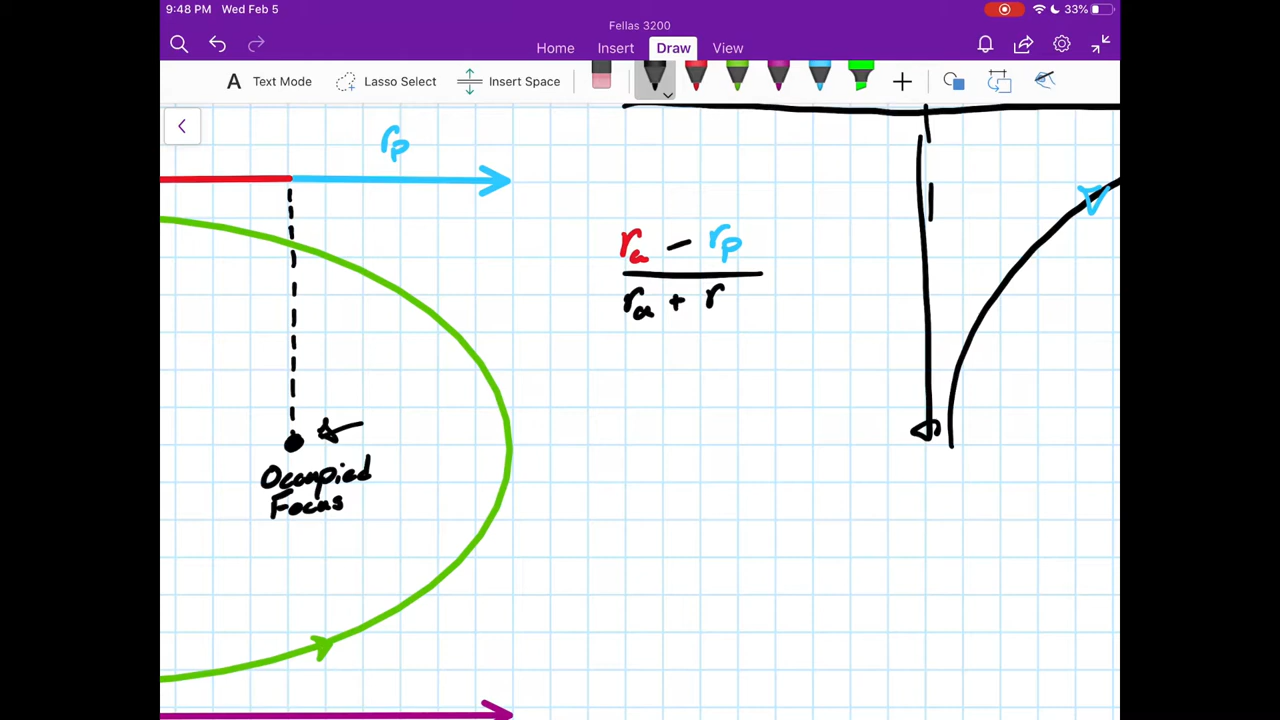 9:48 PM Wed Feb 5
33%
Fellas 3200
Home Insert Draw View
Text Mode Lasso Select Insert Space
rp
ra - rp
ra + r
Occupied
Focus